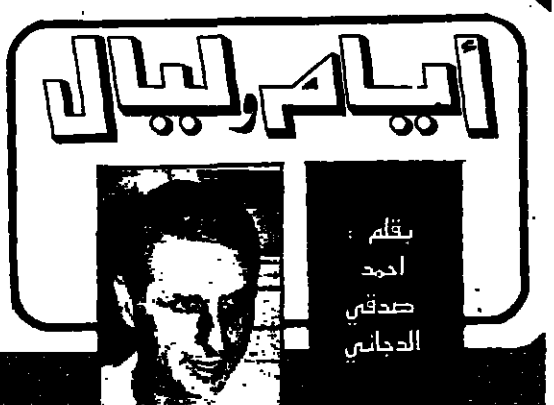 أيام وليال
بقلم :
احمد
صدقي
الدجاني